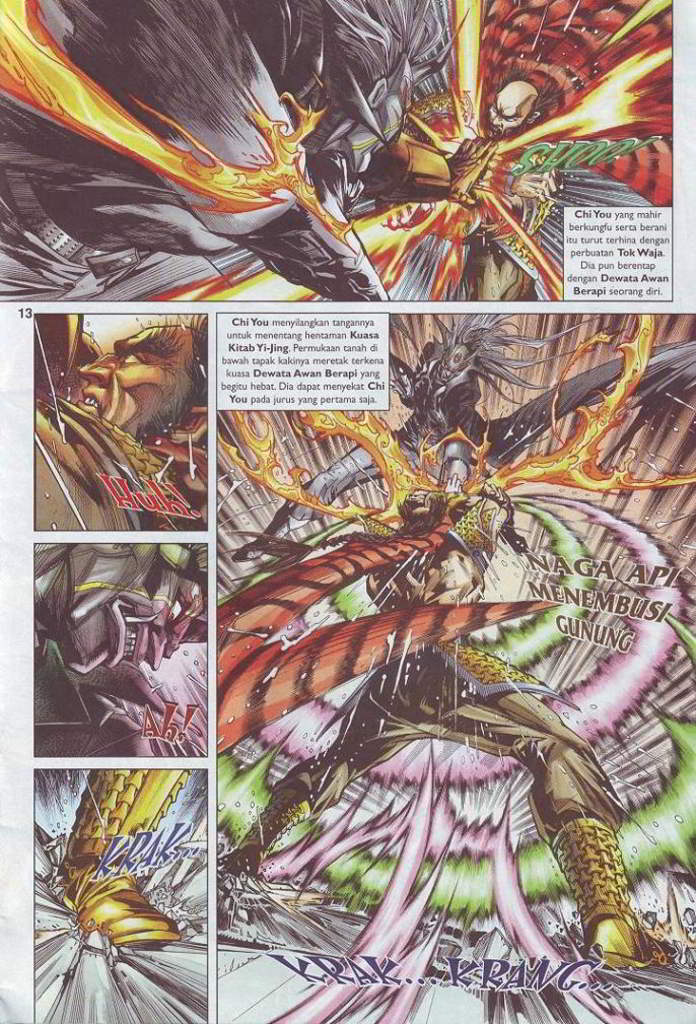 SHOOOH
Chi You yang mahir
berkungfu serta berani
itu turut terhina dengan
perbuatan Tok Waja.
Dia pun berentap
dengan Dewata Awan
Berapi seorang diri.
13
Huh!
Ah!
KRAK...
Chi You menyilangkan tangannya
untuk menentang hentaman Kuasa
Kitab Yi-Jing. Permukaan tanah di
bawah tapak kakinya meretak terkena
kuasa Dewata Awan Berapi yang
begitu hebat. Dia dapat menyekat Chi
You pada jurus yang pertama saja.
NAGA API
MENEMBUSI
GUNUNG
KRAK... KRANG...